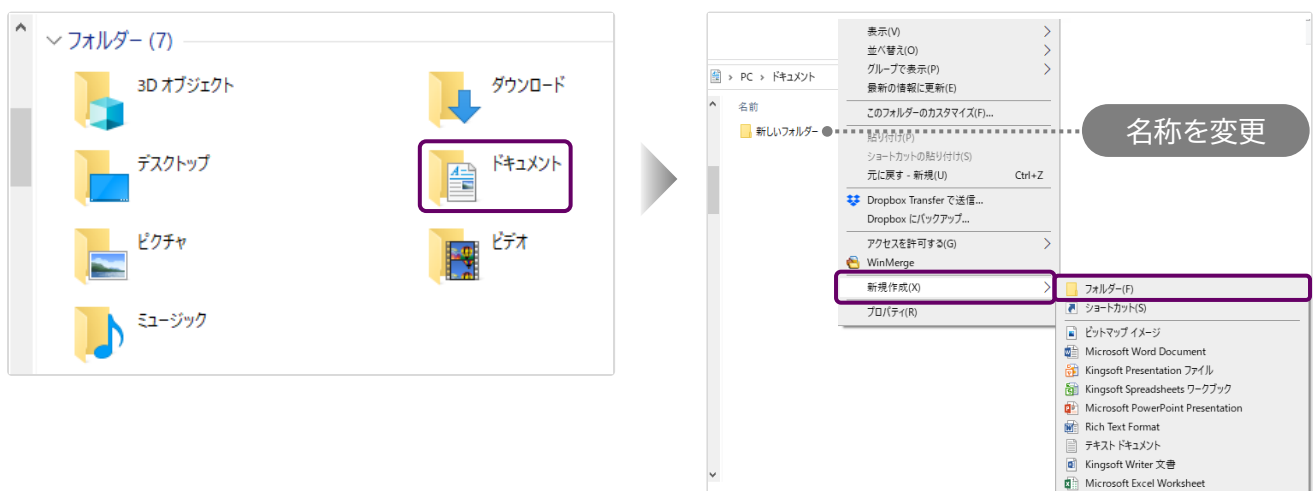 フォルダー (7)
3D オブジェクト
ダウンロード
デスクトップ
ドキュメント
ピクチャ
ビデオ
ミュージック
表示(V)
並べ替え(O)
グループで表示(P)
最新の情報に更新(E)
このフォルダーのカスタマイズ(F)...
貼り付け(P)
ショートカットの貼り付け(S)
元に戻す - 新規(U) Ctrl+Z
Dropbox Transfer で送信...
Dropbox にバックアップ...
アクセスを許可する(G)
WinMerge
新規作成(X)
プロパティ(R)
PC › ドキュメント
名前
新しいフォルダー
名称を変更
フォルダー(F)
ショートカット(S)
ビットマップ イメージ
Microsoft Word Document
Kingsoft Presentation ファイル
Kingsoft Spreadsheets ワークブック
Microsoft PowerPoint Presentation
Rich Text Format
テキスト ドキュメント
Kingsoft Writer 文書
Microsoft Excel Worksheet